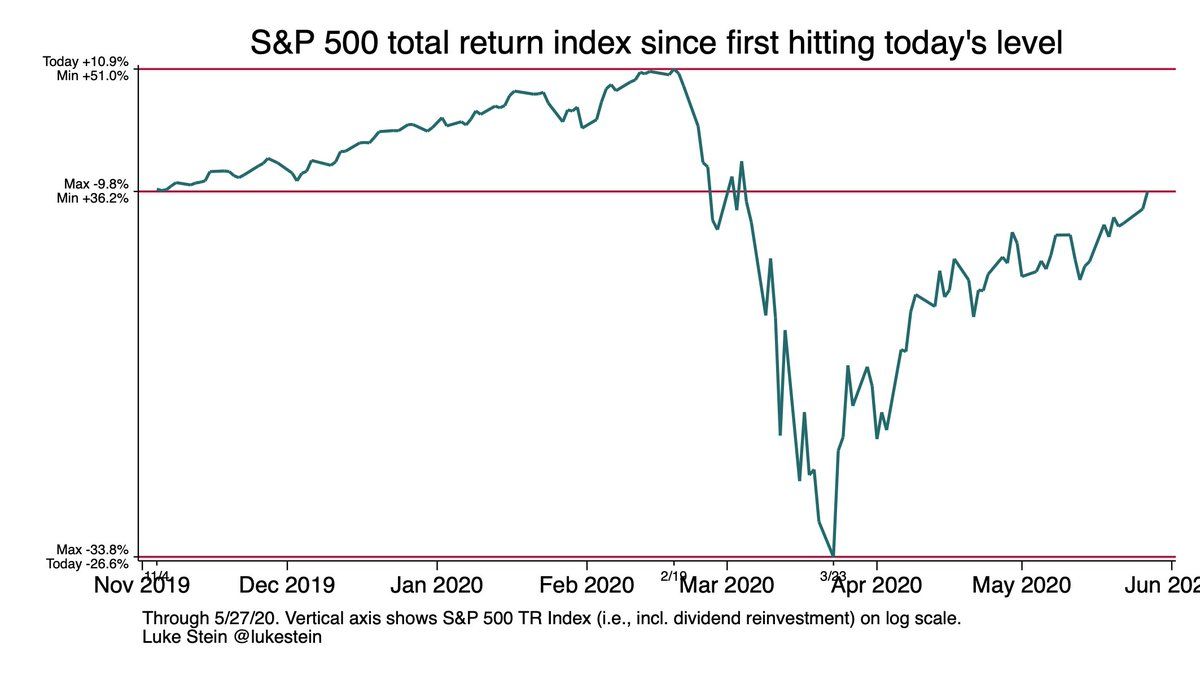 S&P 500 total return index since first hitting today's level
Today +10.9%
Min +51.0%
Max -9.8%
Min +36.2%
Max -33.8%
Today -26.6%
11/4 2/19 3/23
Nov 2019 Dec 2019 Jan 2020 Feb 2020 Mar 2020 Apr 2020 May 2020 Jun 202
Through 5/27/20. Vertical axis shows S&P 500 TR Index (i.e., incl. dividend reinvestment) on log scale.
Luke Stein @lukestein